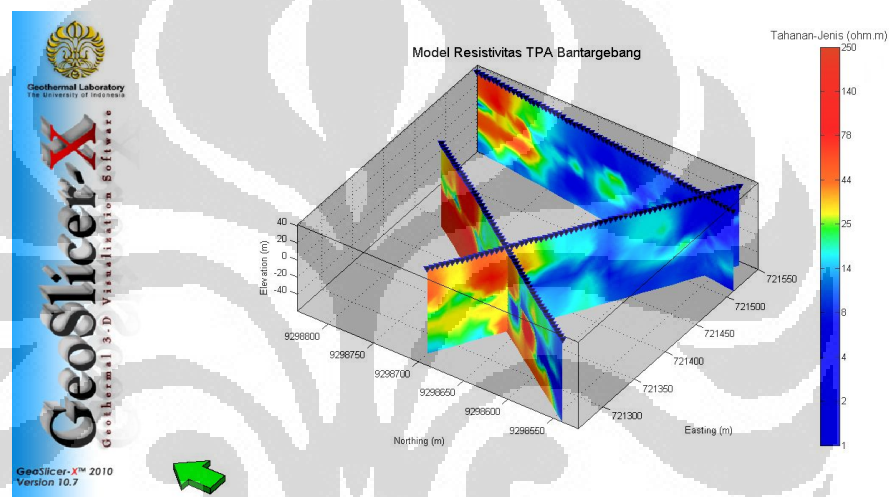 Geothermal Laboratory
The University of Indonesia
GeoSlicer-X
Geothermal 3-D Visualization Software
GeoSlicer-X™ 2010
Version 10.7
Model Resistivitas TPA Bantargebang
Tahanan-Jenis (ohm.m)
250
140
78
44
25
14
8
4
2
1
40
20
0
-20
-40
Elevation (m)
9298800
9298750
9298700
9298650
9298600
9298550
Northing (m)
721550
721500
721450
721400
721350
721300
Easting (m)